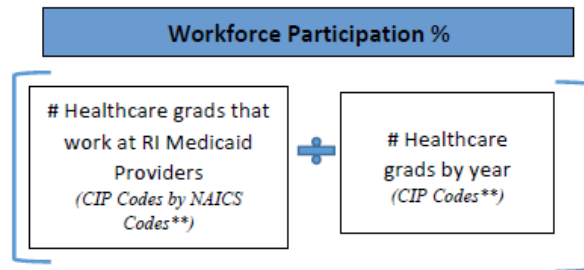 Workforce Participation %
# Healthcare grads that
work at RI Medicaid
Providers
(CIP Codes by NAICS
Codes**)
÷
# Healthcare
grads by year
(CIP Codes**)